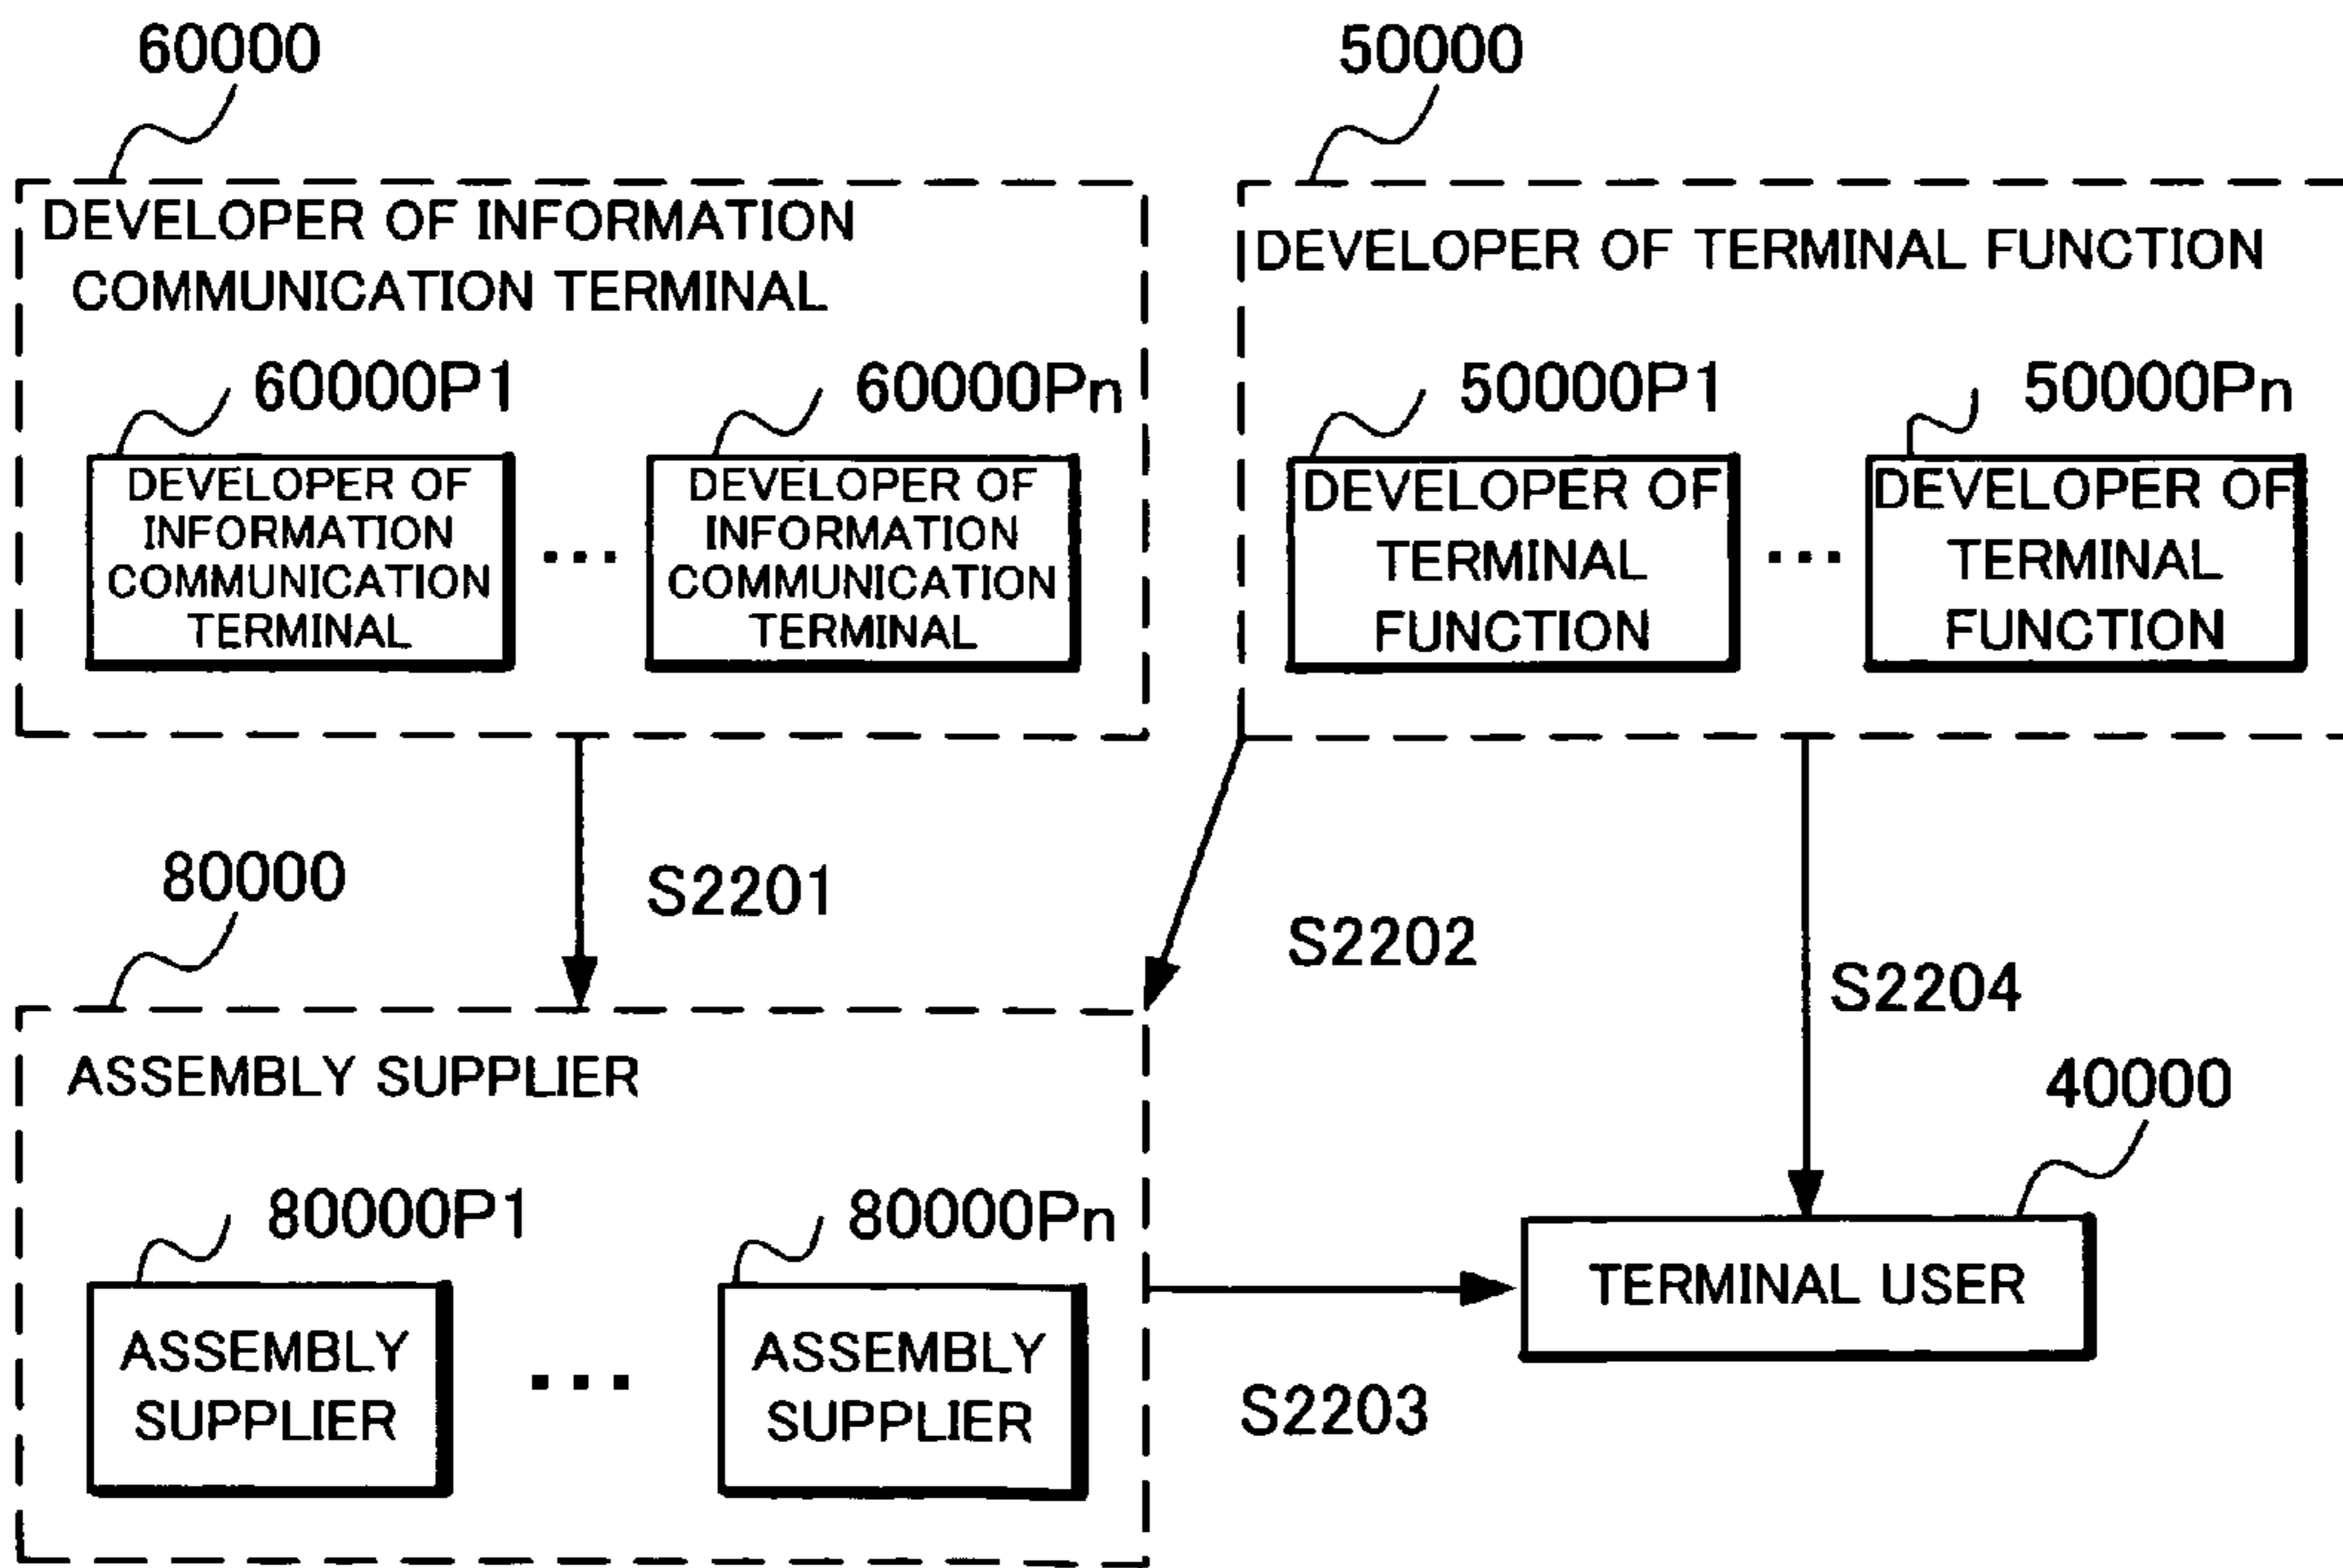 60000
50000
DEVELOPER OF INFORMATION
COMMUNICATION TERMINAL
DEVELOPER OF TERMINAL FUNCTION
60000P1
60000Pn
50000P1
50000Pn
DEVELOPER OF
INFORMATION
COMMUNICATION
TERMINAL
...
DEVELOPER OF
INFORMATION
COMMUNICATION
TERMINAL
DEVELOPER OF
TERMINAL
FUNCTION
...
DEVELOPER OF
TERMINAL
FUNCTION
80000
S2201
S2202
S2204
ASSEMBLY SUPPLIER
40000
80000P1
80000Pn
TERMINAL USER
ASSEMBLY
SUPPLIER
...
ASSEMBLY
SUPPLIER
S2203